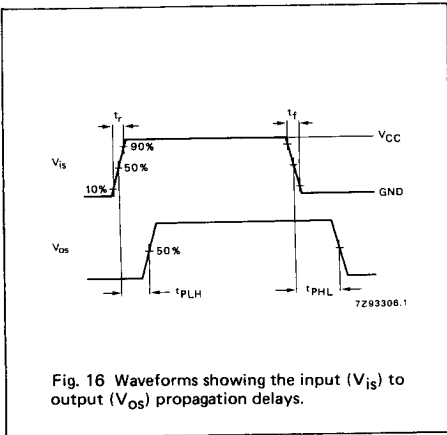 tr
tf
VCC
90%
Vis
50%
10%
GND
Vos
50%
tPLH
tPHL
7Z93306.1
Fig. 16 Waveforms showing the input (Vis) to
output (Vos) propagation delays.